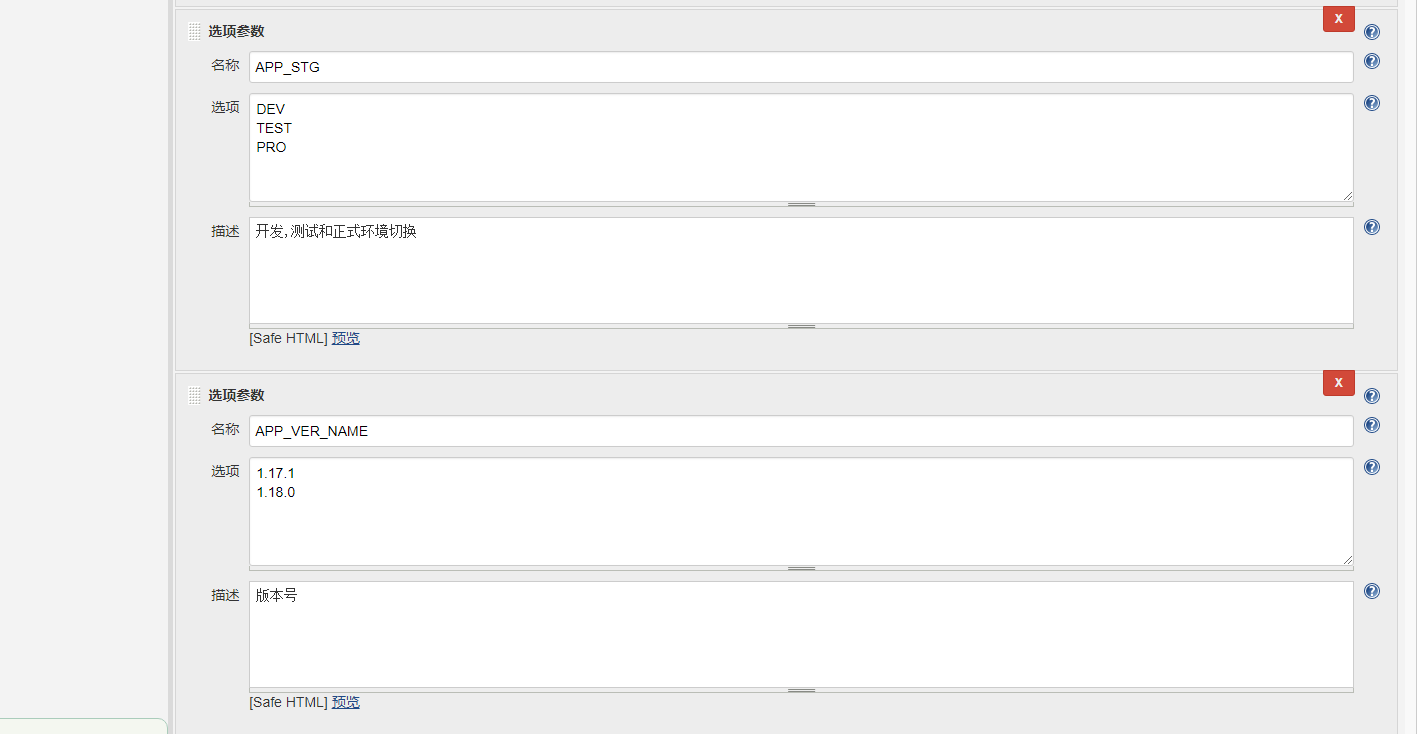 选项参数
X
名称
APP_STG
选项
DEV
TEST
PRO
描述
开发,测试和正式环境切换
[Safe HTML] 预览
选项参数
X
名称
APP_VER_NAME
选项
1.17.1
1.18.0
描述
版本号
[Safe HTML] 预览